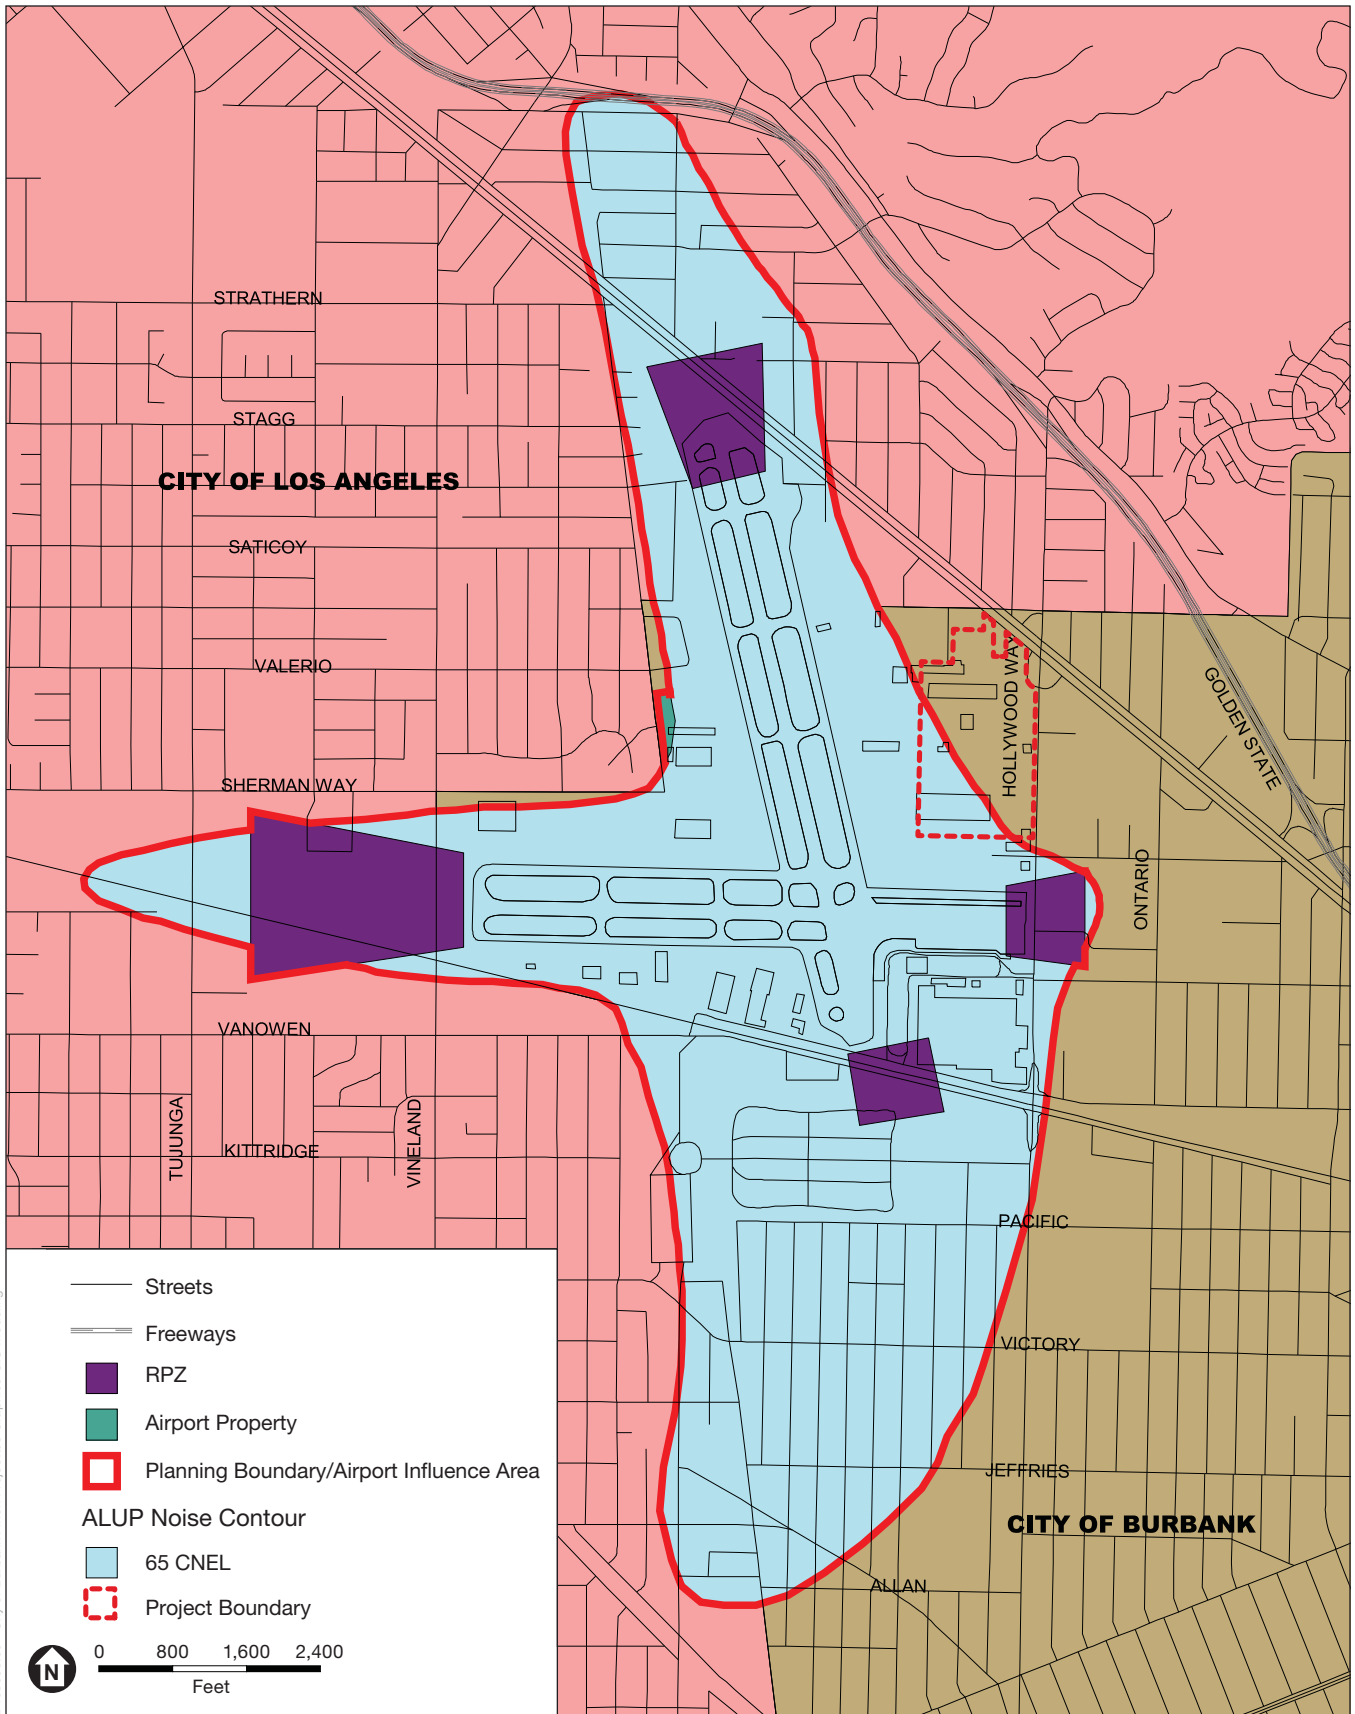 STRATHERN
STAGG
CITY OF LOS ANGELES
SATICOY
VALERIO
HOLLYWOOD WAY
GOLDEN STATE
SHERMAN WAY
ONTARIO
VANOWEN
TUJUNGA
VINELAND
KITTRIDGE
PACIFIC
VICTORY
JEFFRIES
CITY OF BURBANK
ALLAN
Streets
Freeways
RPZ
Airport Property
Planning Boundary/Airport Influence Area
ALUP Noise Contour
65 CNEL
Project Boundary
N
0 800 1,600 2,400
Feet